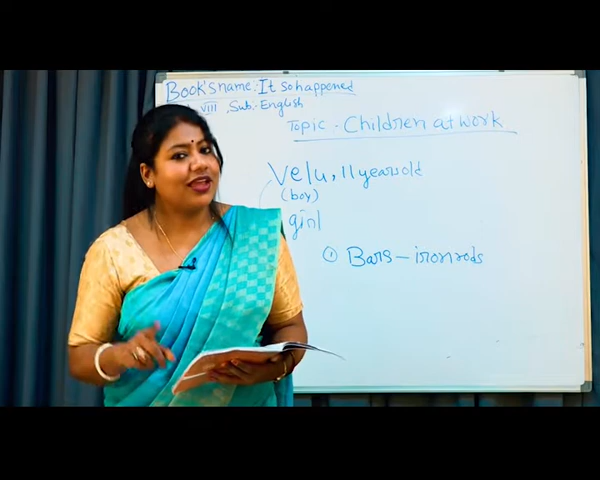 Book's name:- It so happened
VIII, Sub:- English
Topic:- Children at work
Velu, 11 years old
(boy)
girl
① Bars - iron rods